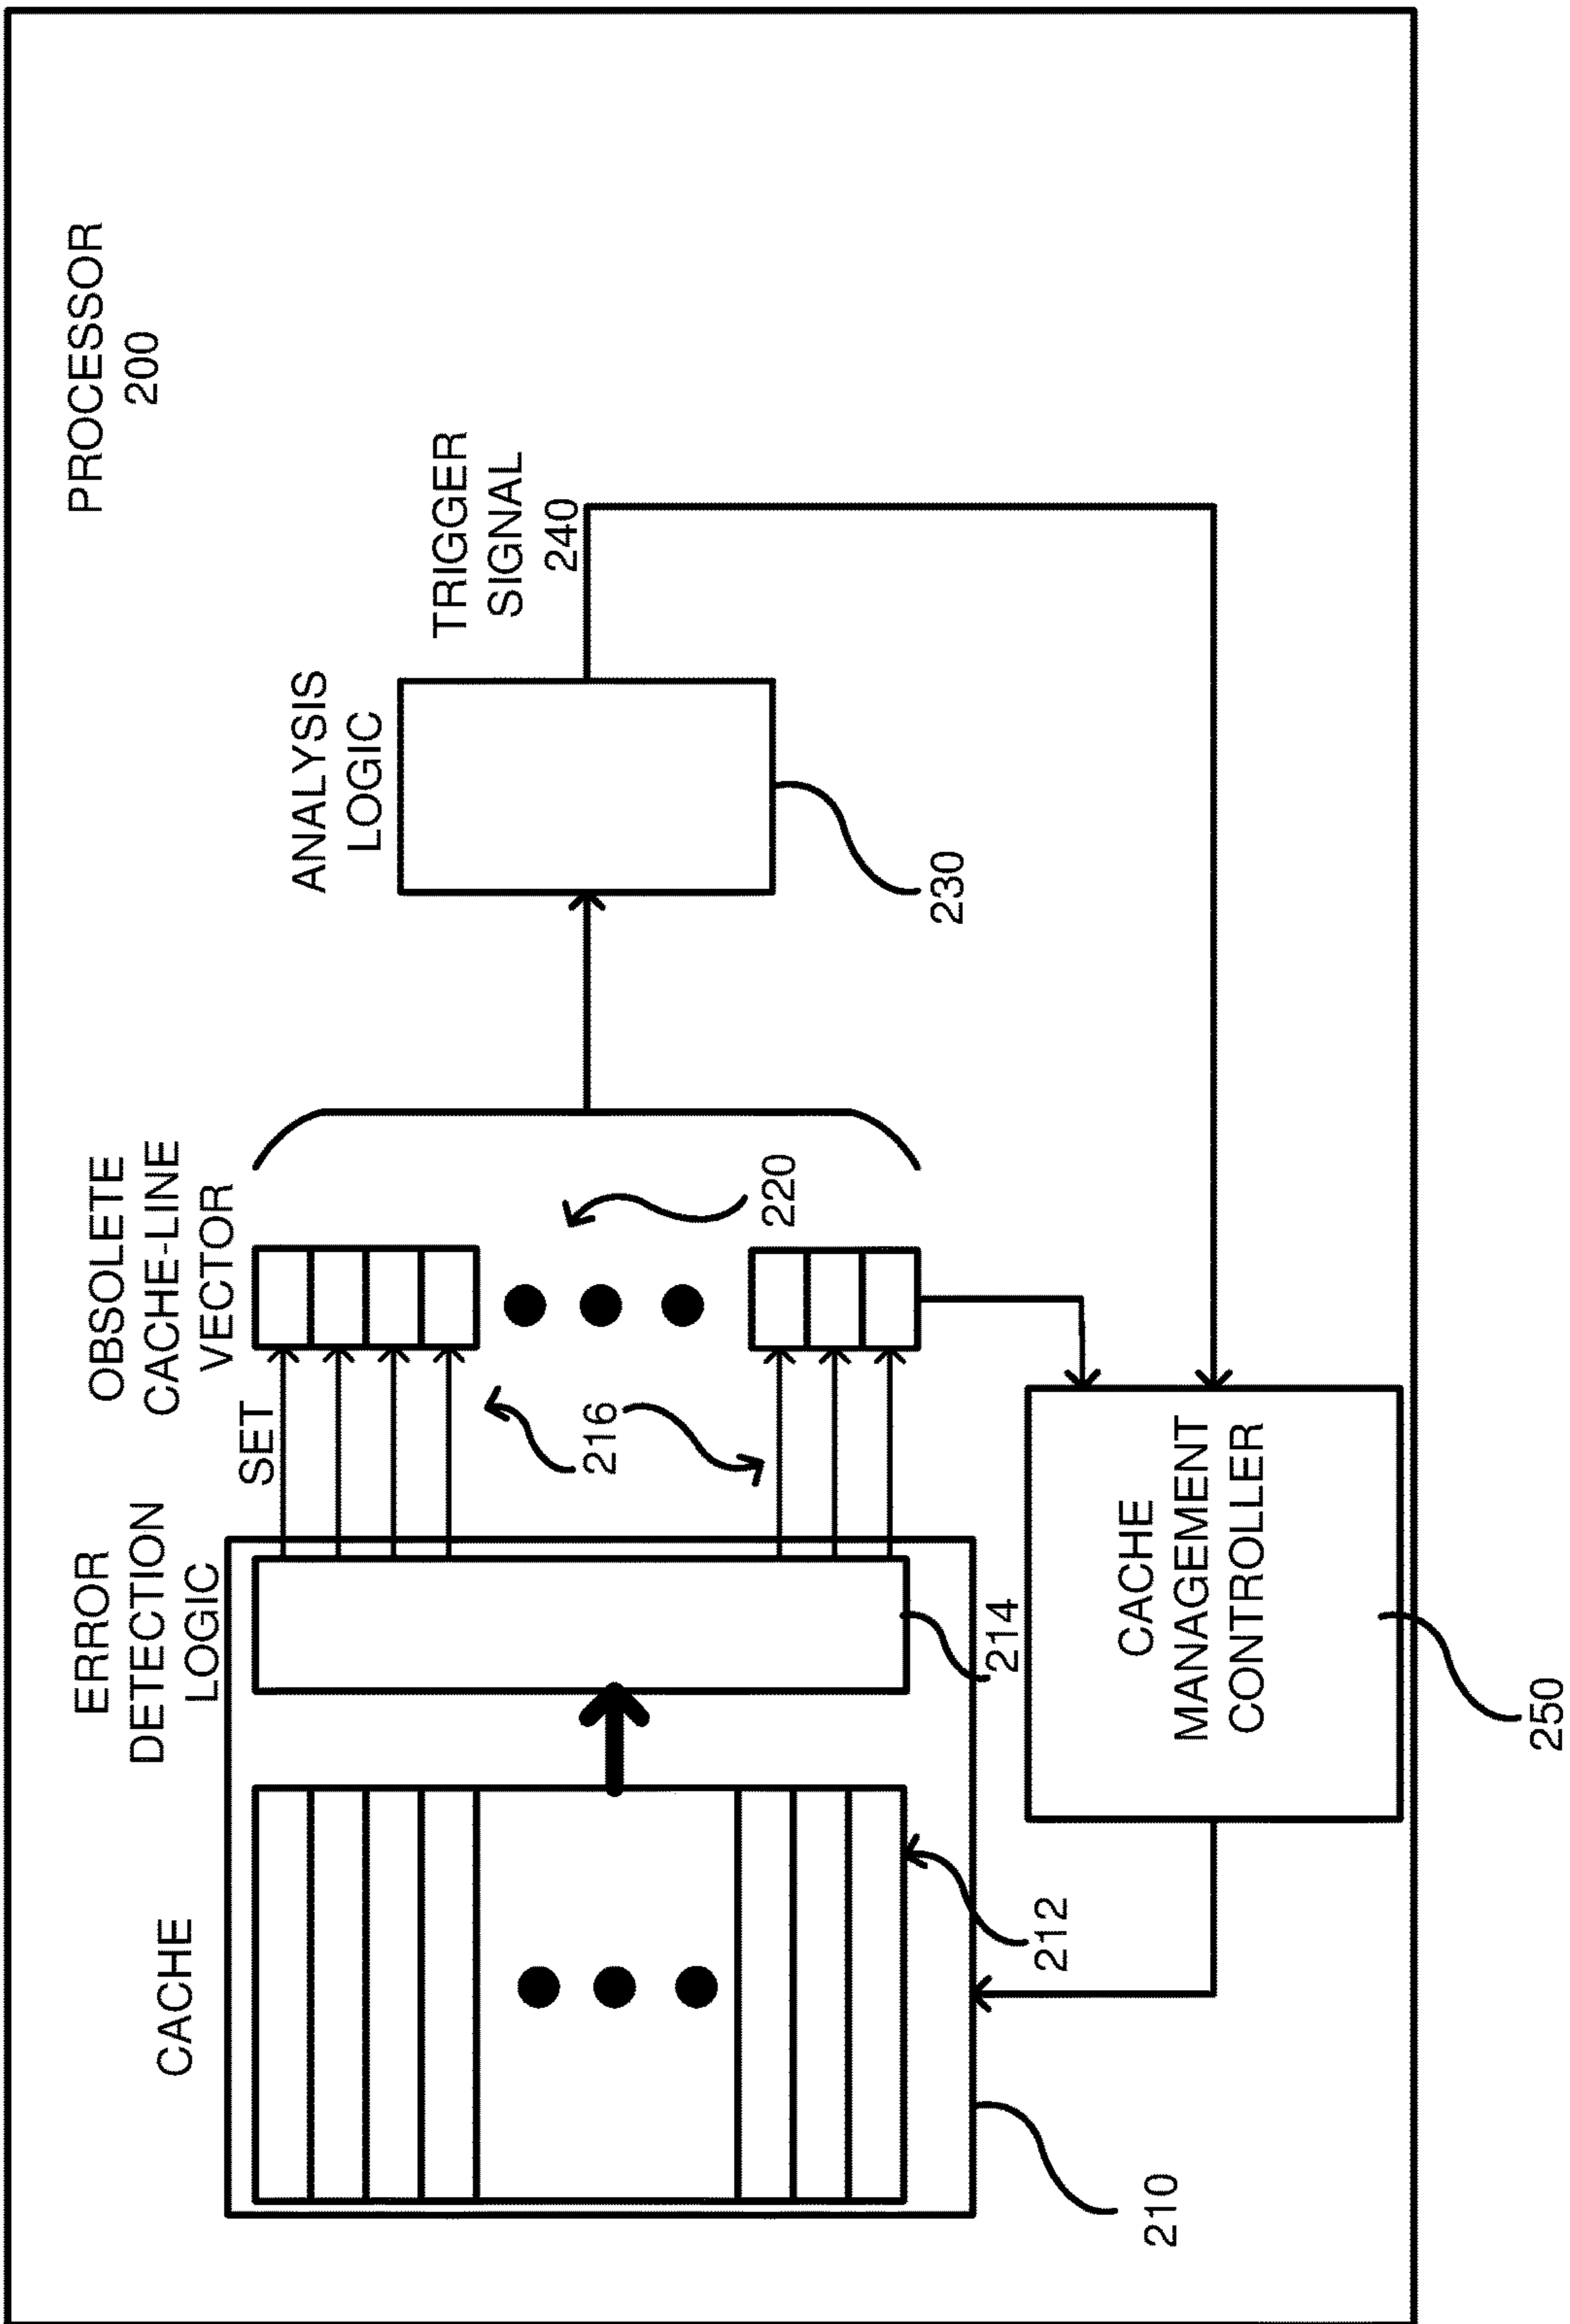 PROCESSOR
200
CACHE
ERROR
DETECTION
LOGIC
SET
OBSOLETE
CACHE-LINE
VECTOR
ANALYSIS
LOGIC
TRIGGER
SIGNAL
240
216
220
230
214
212
210
CACHE
MANAGEMENT
CONTROLLER
250